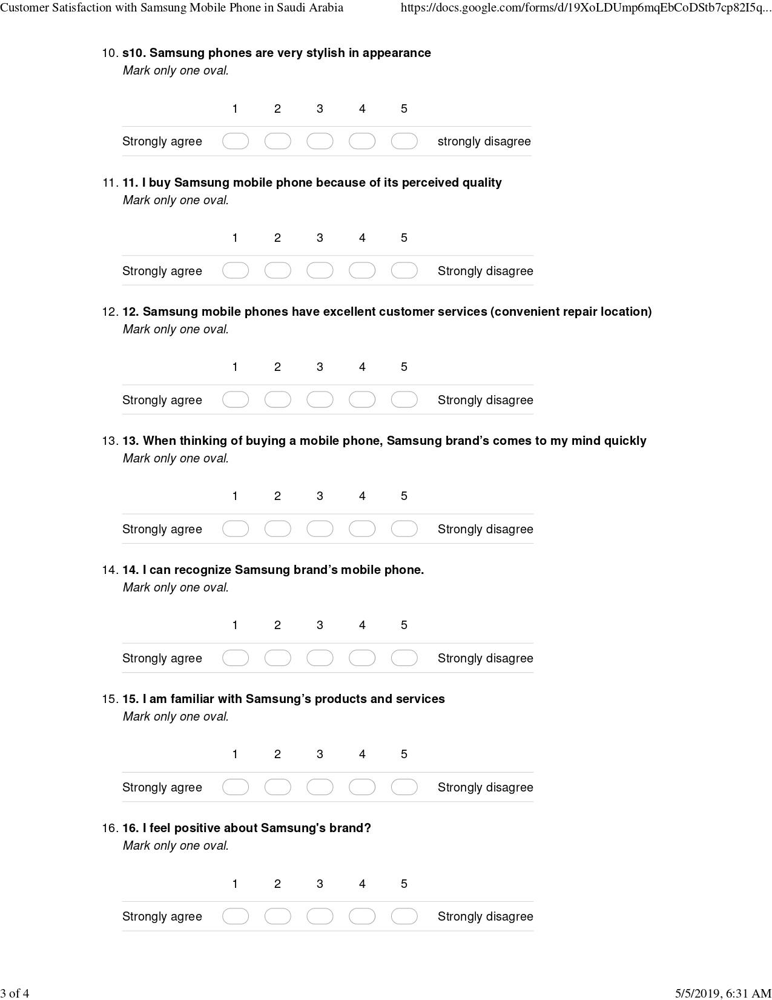 Customer Satisfaction with Samsung Mobile Phone in Saudi Arabia https://docs.google.com/forms/d/19XoLDUmp6mqEbCoDStb7cp82I5q...
10. s10. Samsung phones are very stylish in appearance
Mark only one oval.
1 2 3 4 5
Strongly agree strongly disagree
11. 11. I buy Samsung mobile phone because of its perceived quality
Mark only one oval.
1 2 3 4 5
Strongly agree Strongly disagree
12. 12. Samsung mobile phones have excellent customer services (convenient repair location)
Mark only one oval.
1 2 3 4 5
Strongly agree Strongly disagree
13. 13. When thinking of buying a mobile phone, Samsung brand’s comes to my mind quickly
Mark only one oval.
1 2 3 4 5
Strongly agree Strongly disagree
14. 14. I can recognize Samsung brand’s mobile phone.
Mark only one oval.
1 2 3 4 5
Strongly agree Strongly disagree
15. 15. I am familiar with Samsung’s products and services
Mark only one oval.
1 2 3 4 5
Strongly agree Strongly disagree
16. 16. I feel positive about Samsung's brand?
Mark only one oval.
1 2 3 4 5
Strongly agree Strongly disagree
3 of 4 5/5/2019, 6:31 AM